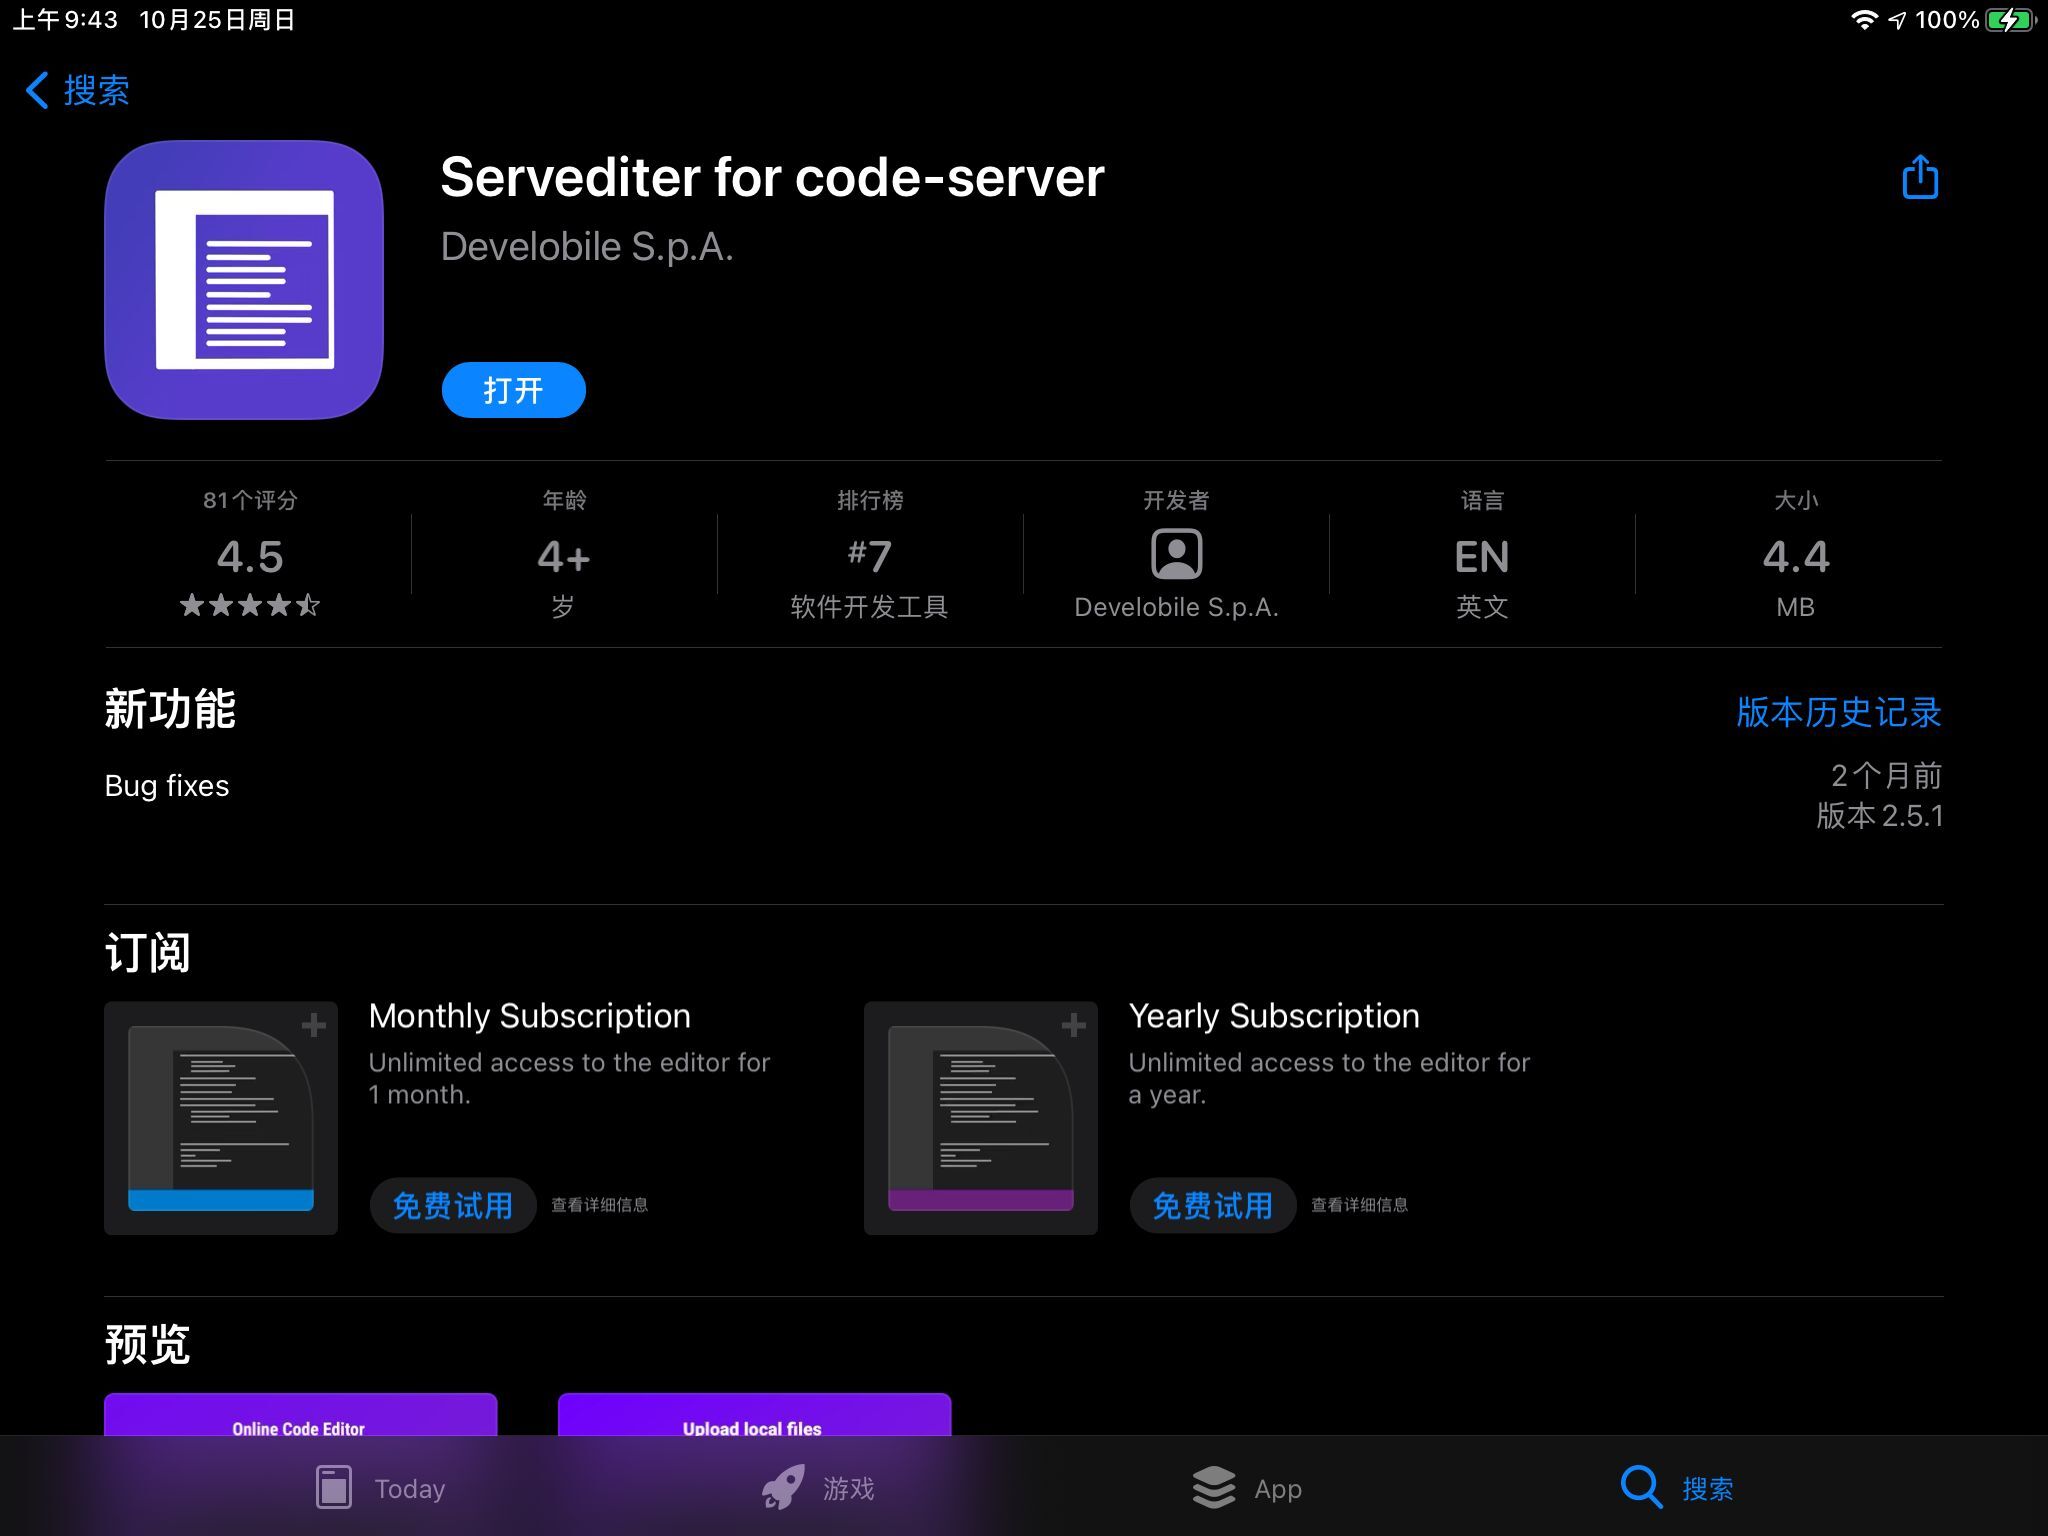 上午9:43 10月25日周日
100%
搜索
Servediter for code-server
Develobile S.p.A.
打开
81个评分
4.5
年龄
4+
岁
排行榜
#7
软件开发工具
开发者
Develobile S.p.A.
语言
EN
英文
大小
4.4
MB
新功能
版本历史记录
Bug fixes
2个月前
版本 2.5.1
订阅
Monthly Subscription
Unlimited access to the editor for
1 month.
免费试用 查看详细信息
Yearly Subscription
Unlimited access to the editor for
a year.
免费试用 查看详细信息
预览
Online Code Editor
Upload local files
Today
游戏
App
搜索